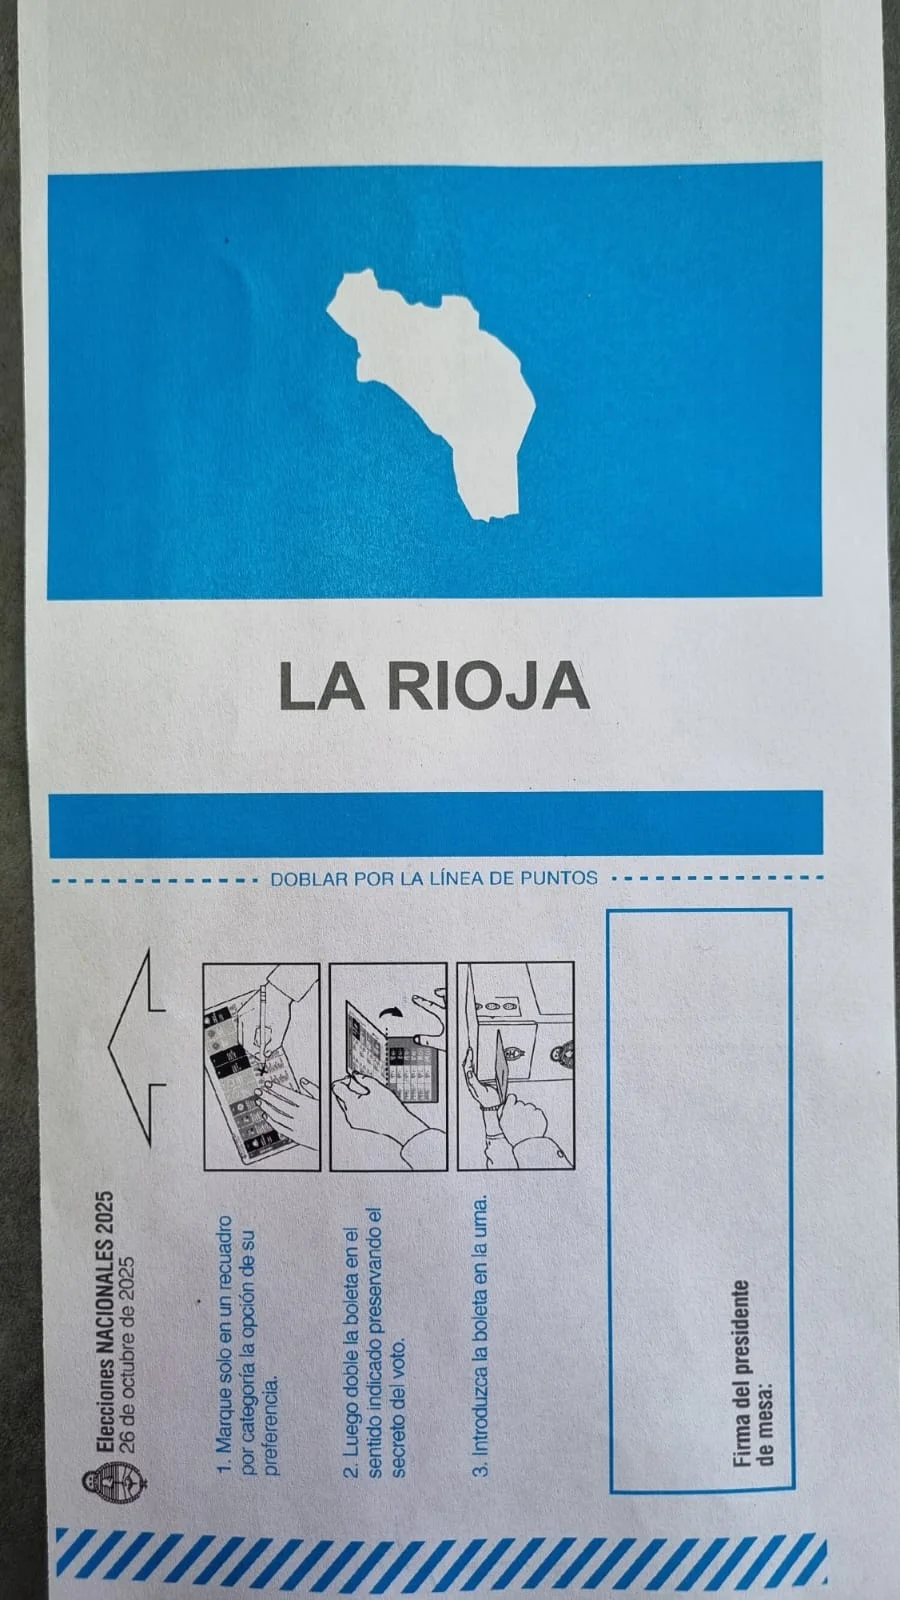 LA RIOJA
DOBLAR POR LA LÍNEA DE PUNTOS
Elecciones NACIONALES 2025
26 de octubre de 2025
1. Marque solo en un recuadro
por categoría la opción de su
preferencia.
2. Luego doble la boleta en el
sentido indicado preservando el
secreto del voto.
3. Introduzca la boleta en la urna.
Firma del presidente
de mesa: